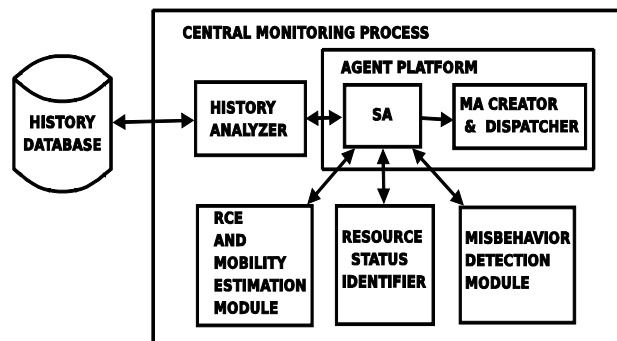 CENTRAL MONITORING PROCESS
AGENT PLATFORM
HISTORY
DATABASE
HISTORY
ANALYZER
SA
MA CREATOR
& DISPATCHER
RCE
AND
MOBILITY
ESTIMATION
MODULE
RESOURCE
STATUS
IDENTIFIER
MISBEHAVIOR
DETECTION
MODULE